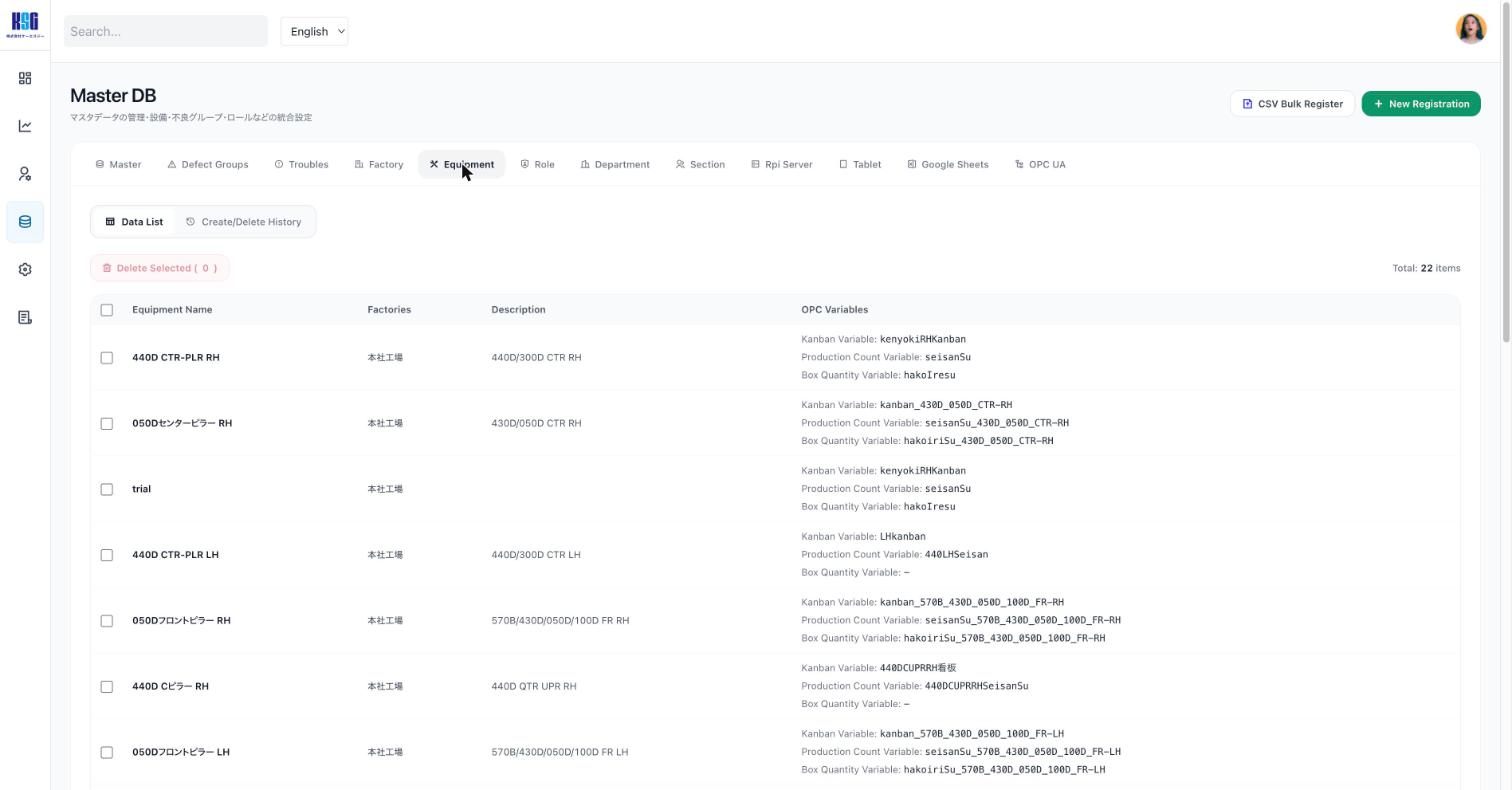 KSG
株式会社ケーエスジー
Search...
English
Master DB
マスタデータの管理・設備・不良グループ・ロールなどの統合設定
CSV Bulk Register
+ New Registration
Master
Defect Groups
Troubles
Factory
Equipment
Role
Department
Section
Rpi Server
Tablet
Google Sheets
OPC UA
Data List
Create/Delete History
Delete Selected ( 0 )
Total: 22 items
Equipment Name Factories Description OPC Variables
440D CTR-PLR RH 本社工場 440D/300D CTR RH
Kanban Variable: kenyokiRHKanban
Production Count Variable: seisanSu
Box Quantity Variable: hakoIresu
050Dセンターピラー RH 本社工場 430D/050D CTR RH
Kanban Variable: kanban_430D_050D_CTR-RH
Production Count Variable: seisanSu_430D_050D_CTR-RH
Box Quantity Variable: hakoiriSu_430D_050D_CTR-RH
trial 本社工場
Kanban Variable: kenyokiRHKanban
Production Count Variable: seisanSu
Box Quantity Variable: hakoIresu
440D CTR-PLR LH 本社工場 440D/300D CTR LH
Kanban Variable: LHkanban
Production Count Variable: 440LHSeisan
Box Quantity Variable: –
050Dフロントピラー RH 本社工場 570B/430D/050D/100D FR RH
Kanban Variable: kanban_570B_430D_050D_100D_FR-RH
Production Count Variable: seisanSu_570B_430D_050D_100D_FR-RH
Box Quantity Variable: hakoiriSu_570B_430D_050D_100D_FR-RH
440D Cピラー RH 本社工場 440D QTR UPR RH
Kanban Variable: 440DCUPRRH看板
Production Count Variable: 440DCUPRRHSeisanSu
Box Quantity Variable: –
050Dフロントピラー LH 本社工場 570B/430D/050D/100D FR LH
Kanban Variable: kanban_570B_430D_050D_100D_FR-LH
Production Count Variable: seisanSu_570B_430D_050D_100D_FR-LH
Box Quantity Variable: hakoiriSu_570B_430D_050D_100D_FR-LH